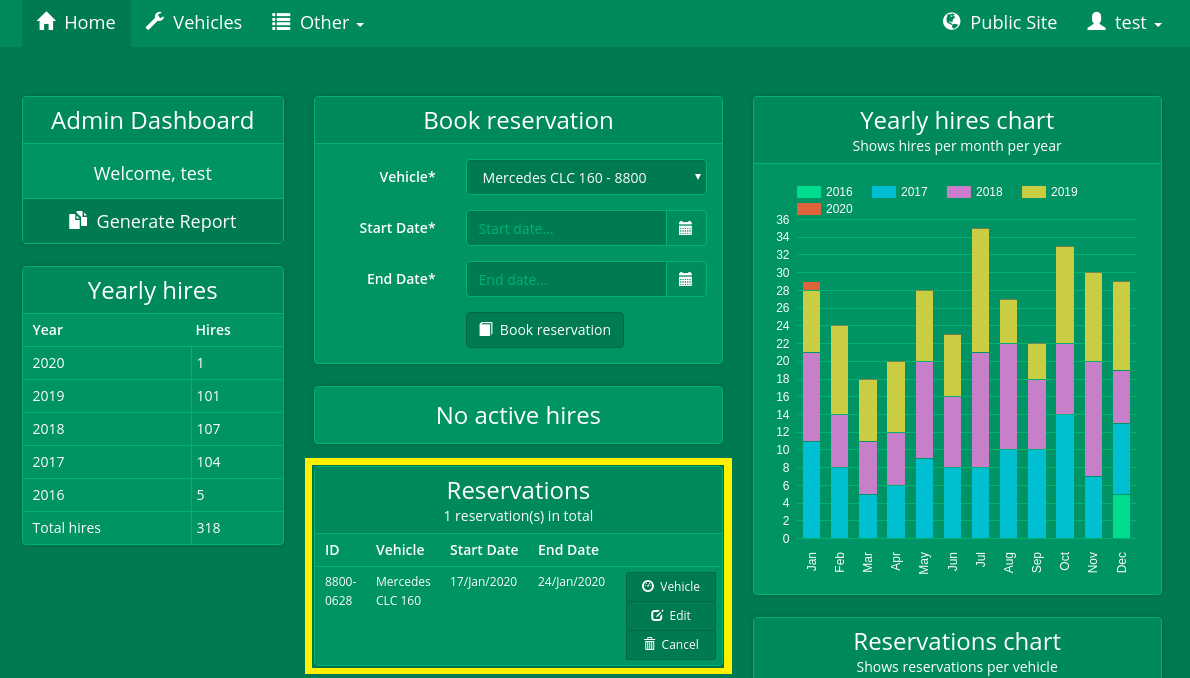 Home Vehicles Other Public Site test
Admin Dashboard
Welcome, test
Generate Report
Yearly hires
Year Hires
2020 1
2019 101
2018 107
2017 104
2016 5
Total hires 318
Book reservation
Vehicle* Mercedes CLC 160 - 8800
Start Date* Start date...
End Date* End date...
Book reservation
No active hires
Reservations
1 reservation(s) in total
ID Vehicle Start Date End Date
8800- Mercedes 17/Jan/2020 24/Jan/2020
0628 CLC 160
Vehicle
Edit
Cancel
Yearly hires chart
Shows hires per month per year
2016 2017 2018 2019
2020
36
34
32
30
28
26
24
22
20
18
16
14
12
10
8
6
4
2
0
Jan Feb Mar Apr May Jun Jul Aug Sep Oct Nov Dec
Reservations chart
Shows reservations per vehicle